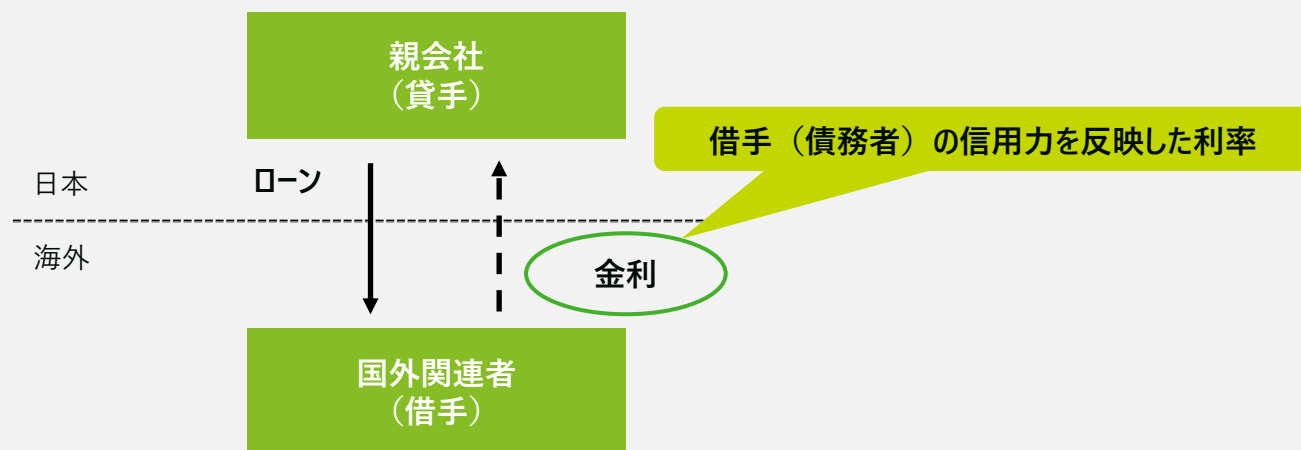 親会社
（貸手）
借手（債務者）の信用力を反映した利率
日本
ローン
海外
金利
国外関連者
（借手）